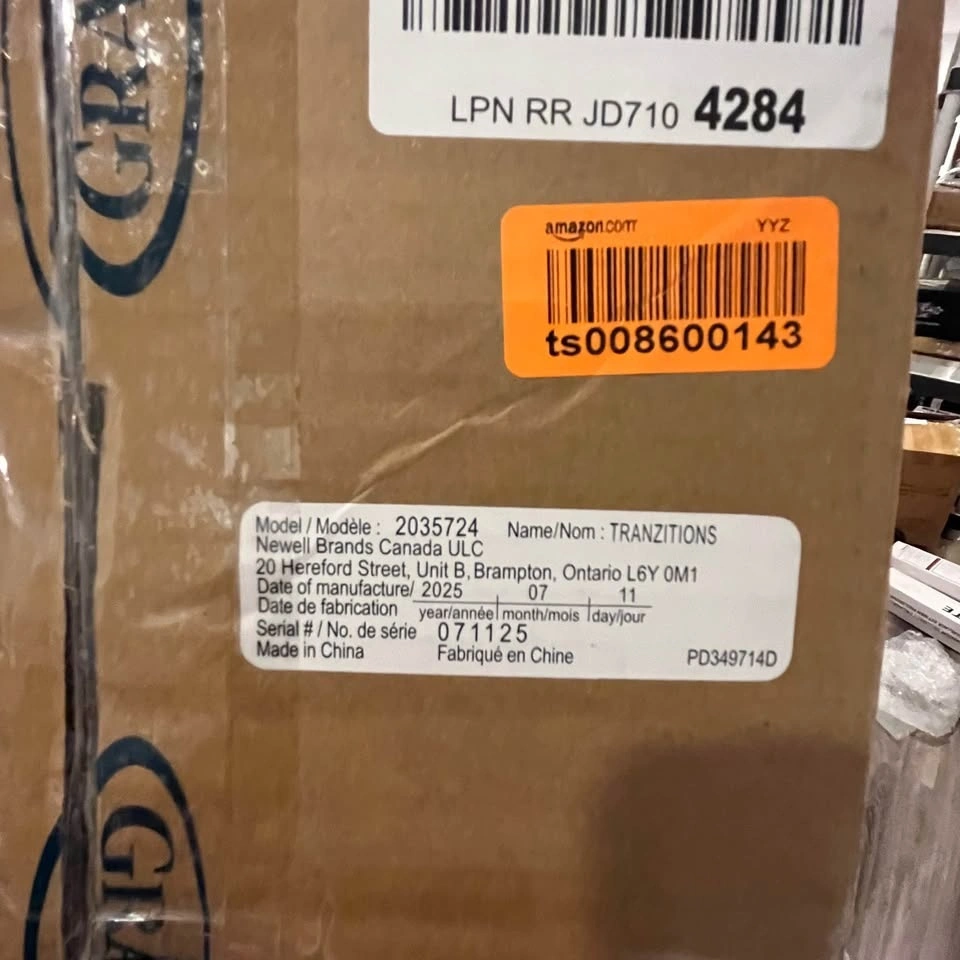 GRA
LPN RR JD710 4284
amazon.com YYZ
ts008600143
Model / Modèle : 2035724 Name/Nom : TRANZITIONS
Newell Brands Canada ULC
20 Hereford Street, Unit B, Brampton, Ontario L6Y 0M1
Date of manufacture/ 2025 07 11
Date de fabrication year/année month/mois day/jour
Serial # / No. de série 071125
Made in China Fabriqué en Chine PD349714D
GRA